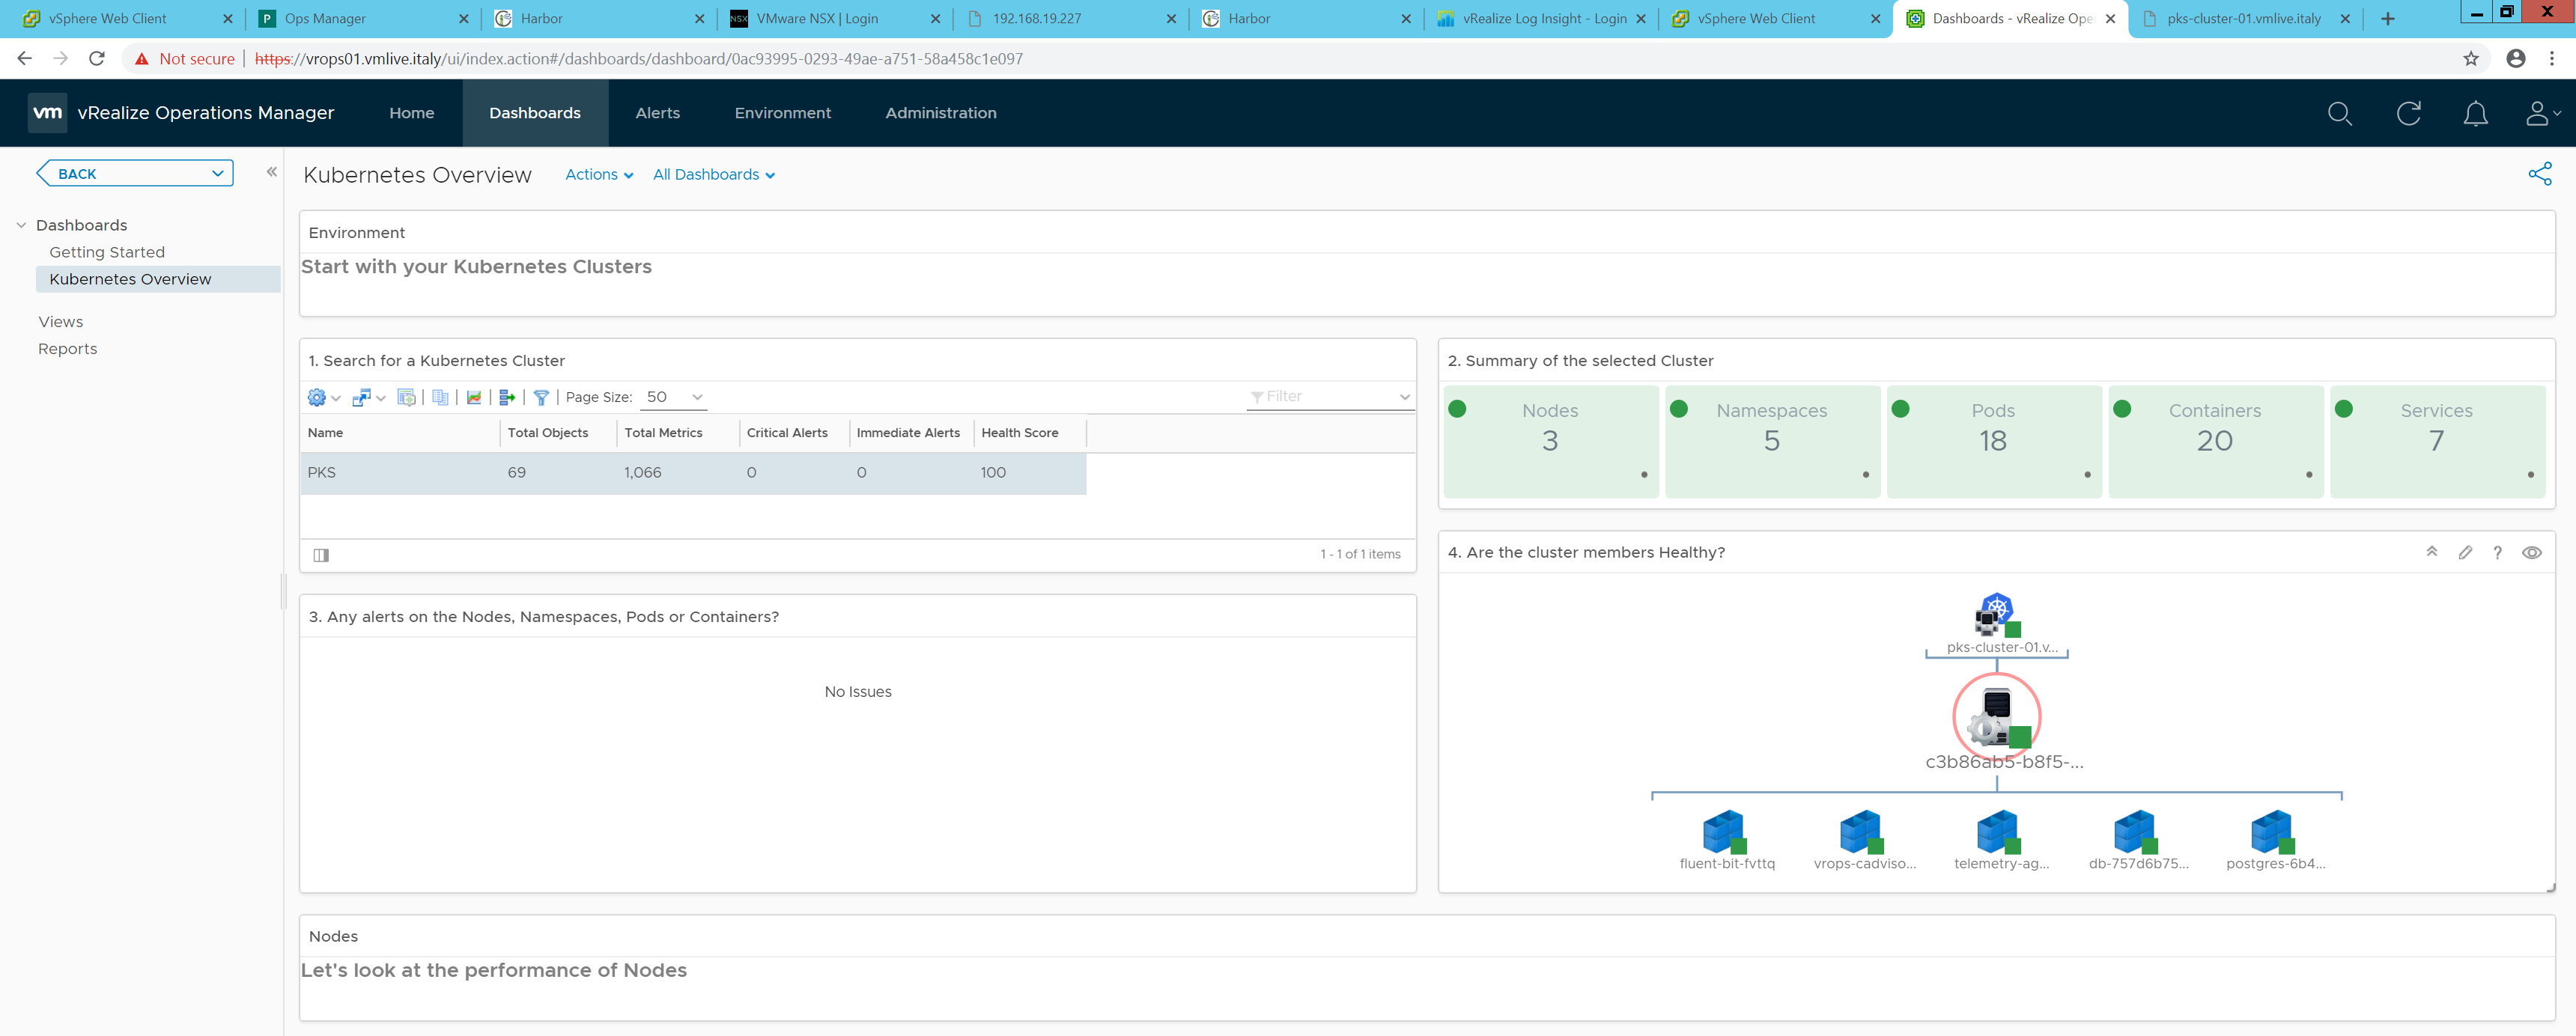 vSphere Web Client
Ops Manager
Harbor
VMware NSX | Login
192.168.19.227
Harbor
vRealize Log Insight - Login
vSphere Web Client
Dashboards - vRealize Ope
pks-cluster-01.vmlive.italy
Not secure | https://vrops01.vmlive.italy/ui/index.action#/dashboards/dashboard/0ac93995-0293-49ae-a751-58a458c1e097
vm vRealize Operations Manager Home Dashboards Alerts Environment Administration
BACK
Dashboards
Getting Started
Kubernetes Overview
Views
Reports
Kubernetes Overview Actions All Dashboards
Environment
Start with your Kubernetes Clusters
1. Search for a Kubernetes Cluster
Page Size: 50 Filter
Name Total Objects Total Metrics Critical Alerts Immediate Alerts Health Score
PKS 69 1,066 0 0 100
1 - 1 of 1 items
2. Summary of the selected Cluster
Nodes Namespaces Pods Containers Services
3 5 18 20 7
3. Any alerts on the Nodes, Namespaces, Pods or Containers?
No Issues
4. Are the cluster members Healthy?
pks-cluster-01.v...
c3b86ab5-b8f5-...
fluent-bit-fvttq vrops-cadviso... telemetry-ag... db-757d6b75... postgres-6b4...
Nodes
Let's look at the performance of Nodes